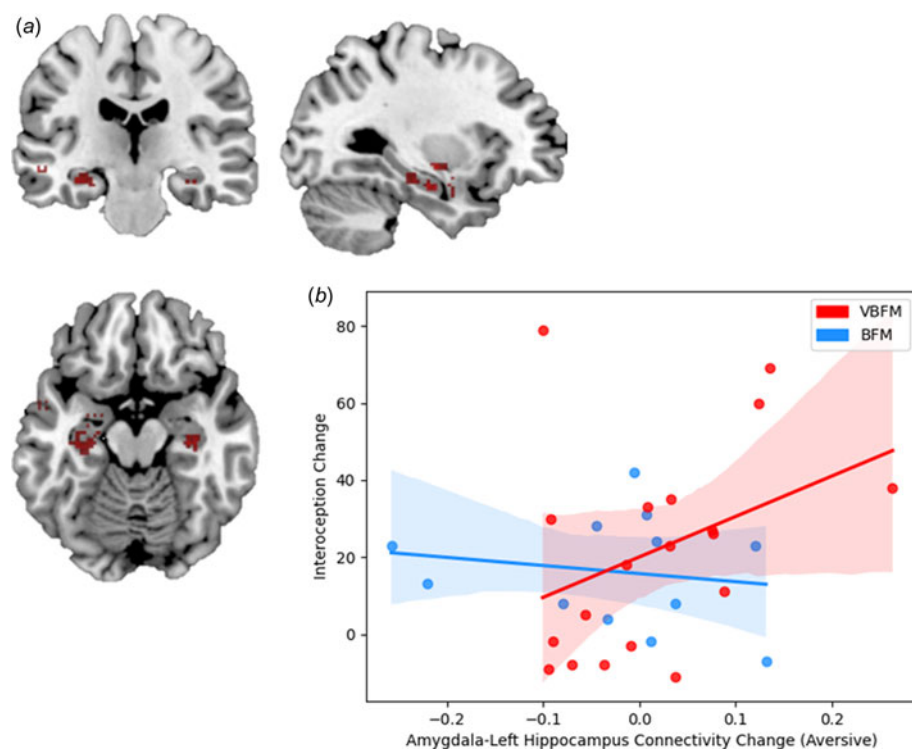 (a)
(b)
VBFM
BFM
80
60
40
20
0
Interoception Change
−0.2
−0.1
0.0
0.1
0.2
Amygdala-Left Hippocampus Connectivity Change (Aversive)